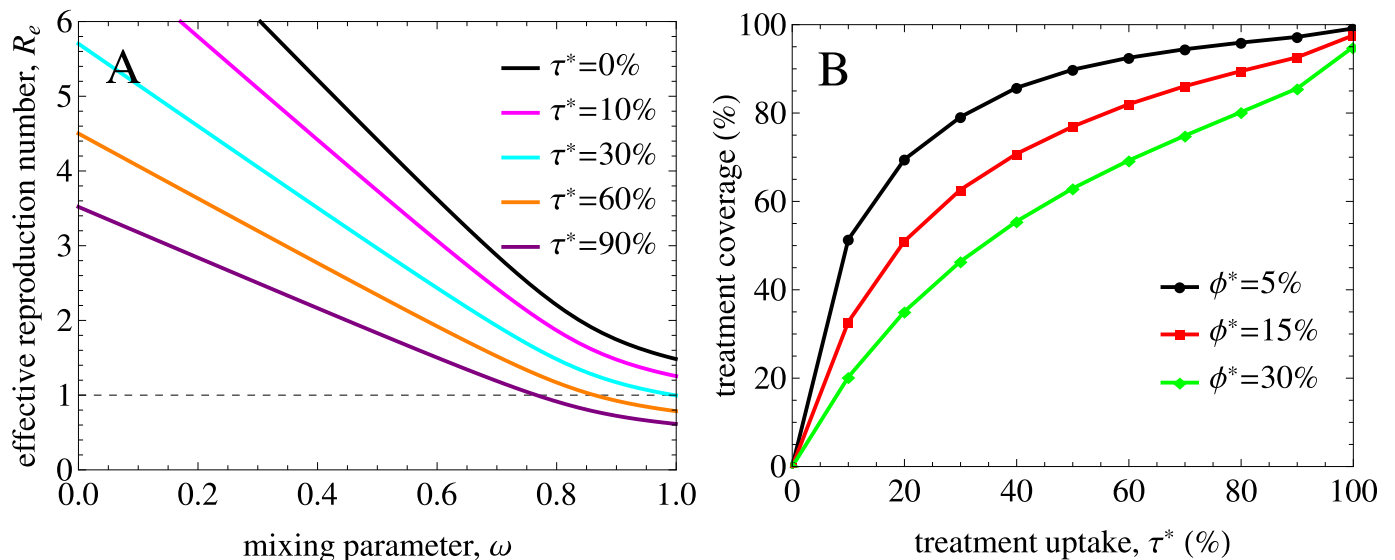 A
effective reproduction number, Rₑ
6
5
4
3
2
1
0
τ*=0%
τ*=10%
τ*=30%
τ*=60%
τ*=90%
0.0 0.2 0.4 0.6 0.8 1.0
mixing parameter, ω
B
treatment coverage (%)
100
80
60
40
20
0
ϕ*=5%
ϕ*=15%
ϕ*=30%
0 20 40 60 80 100
treatment uptake, τ* (%)